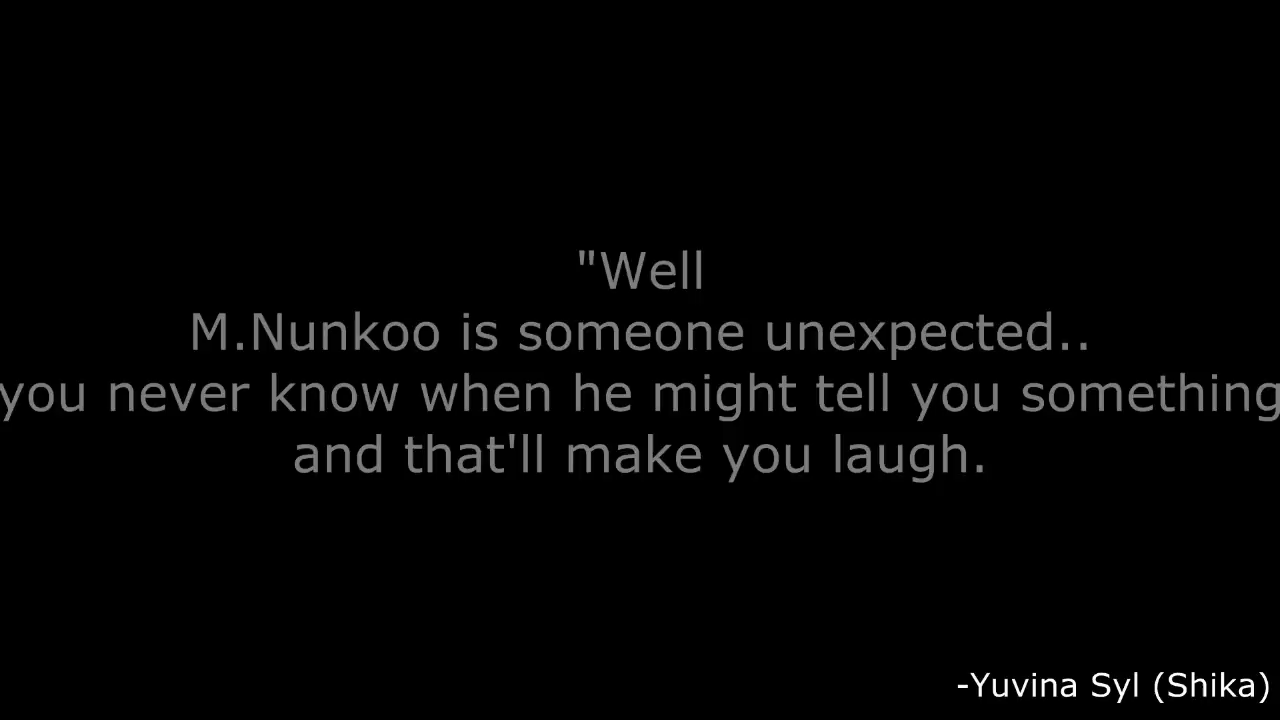 "Well
M.Nunkoo is someone unexpected..
you never know when he might tell you something
and that'll make you laugh.
-Yuvina Syl (Shika)